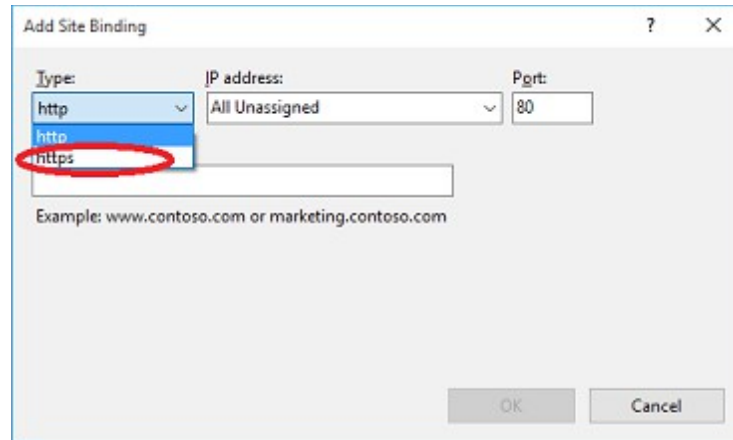 Add Site Binding ? X
Type: IP address: Port:
http All Unassigned 80
http
https
Example: www.contoso.com or marketing.contoso.com
OK Cancel